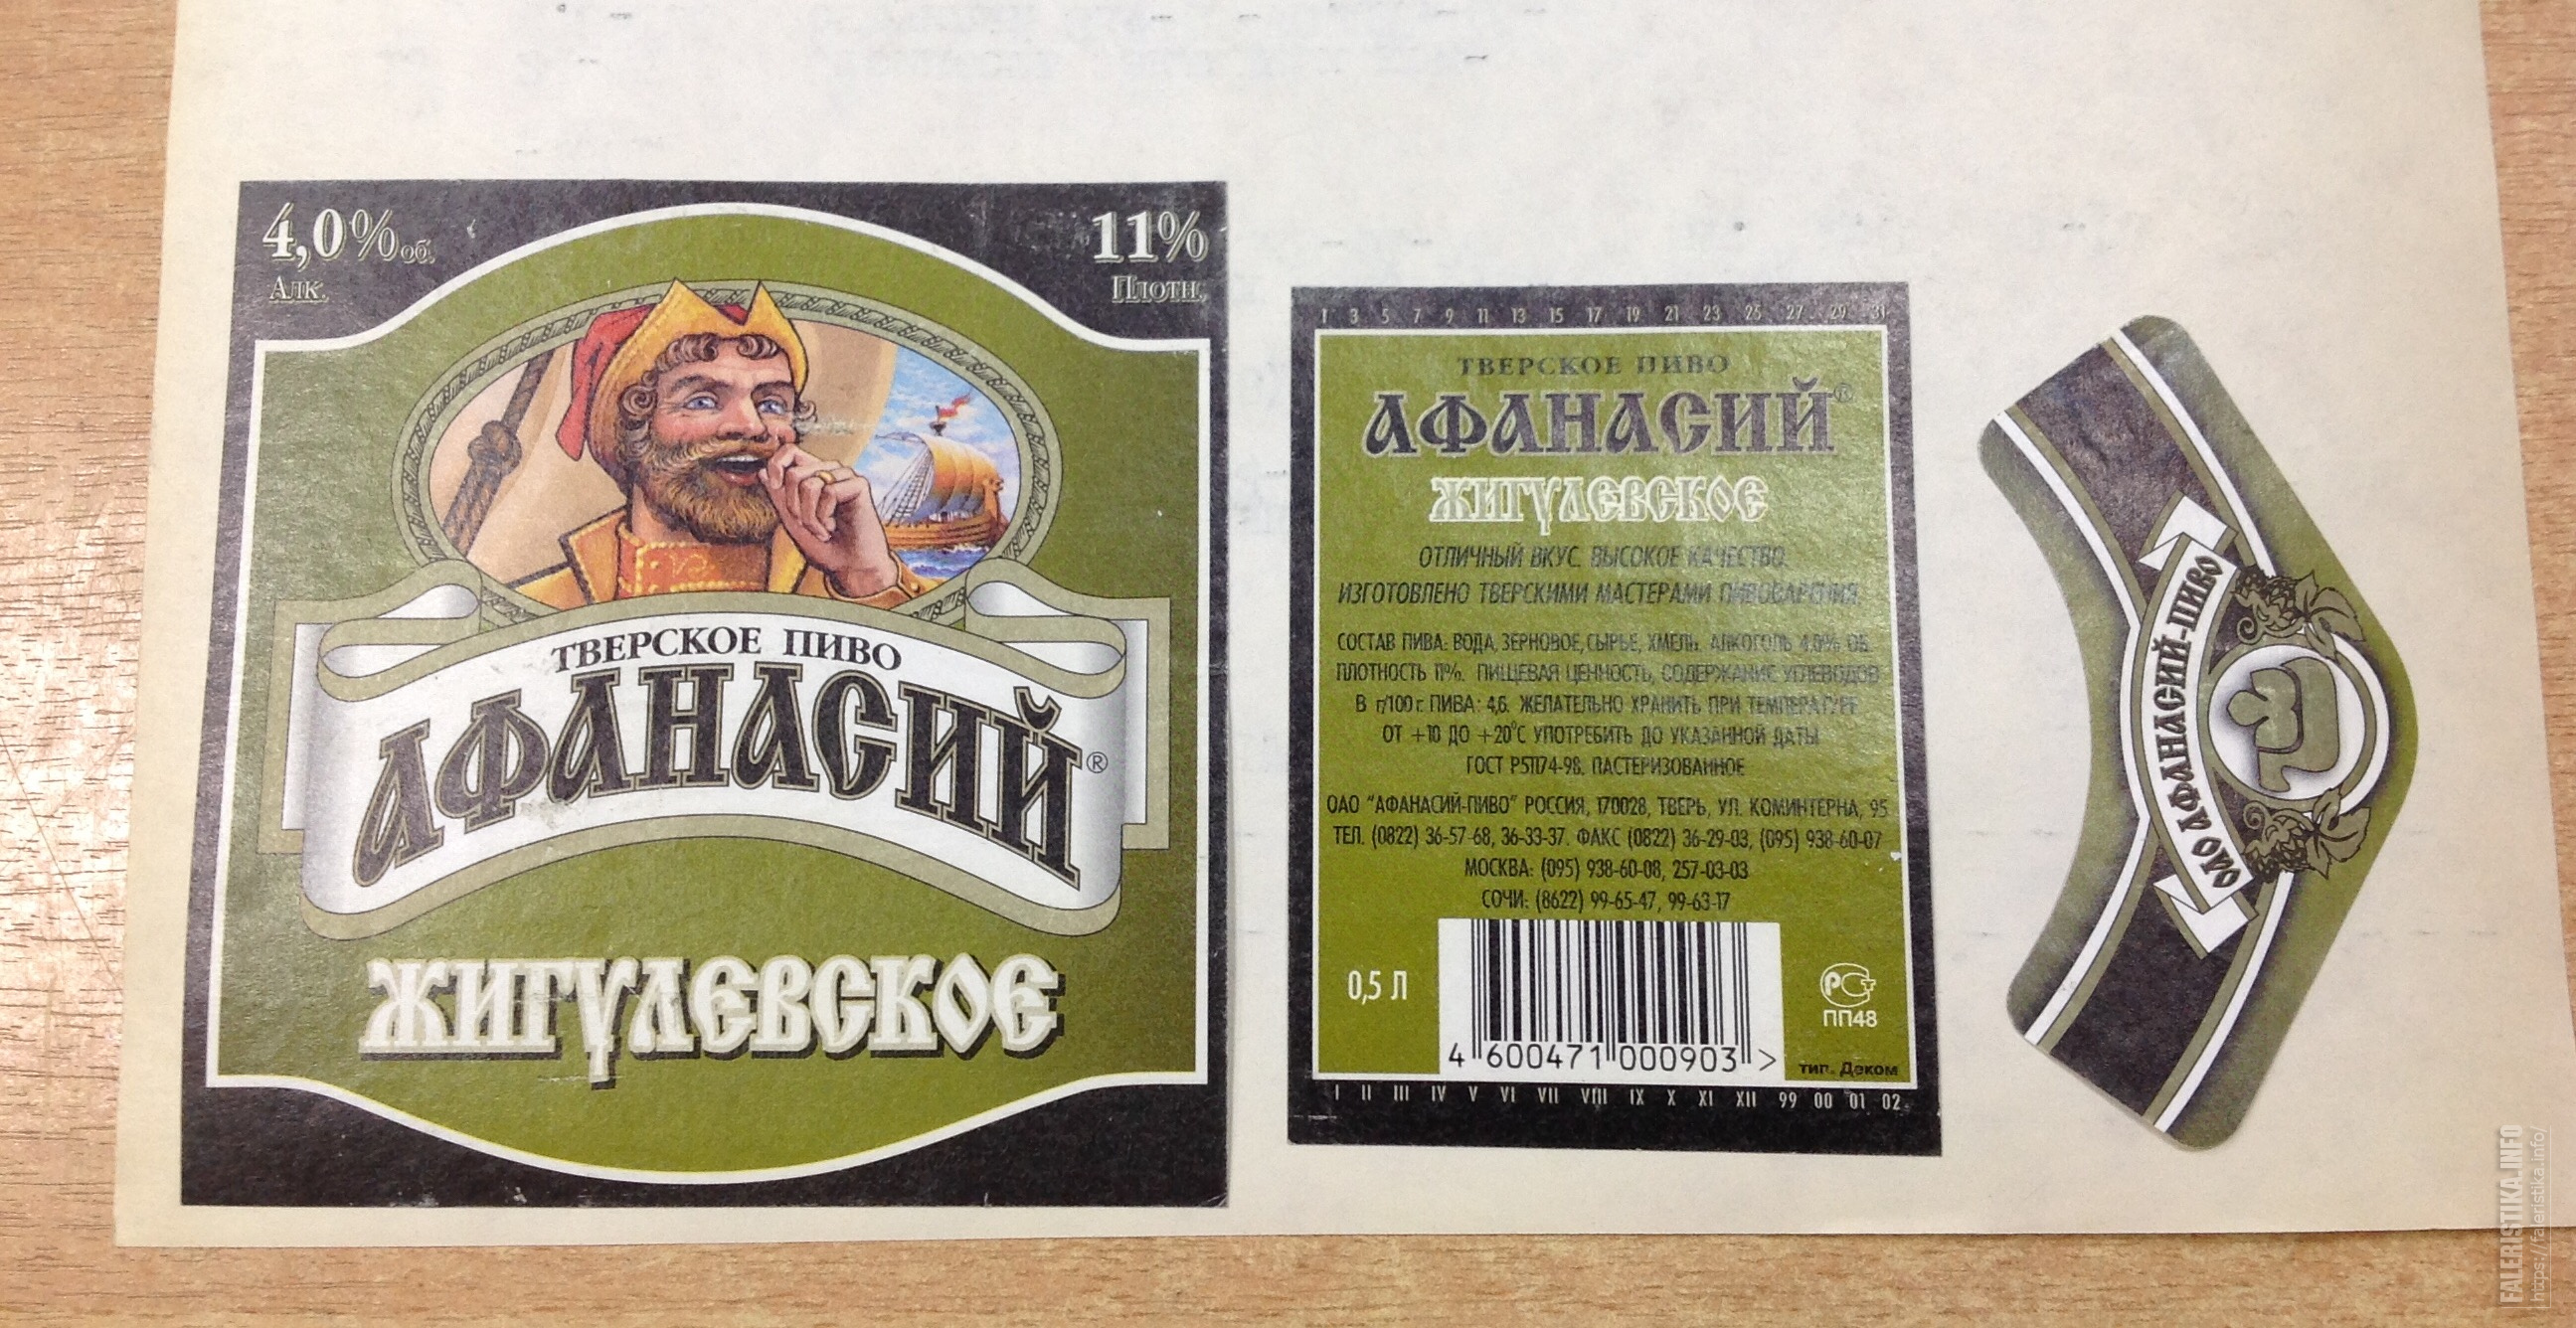 4,0% об.
Алк.
11%
Плотн.
ТВЕРСКОЕ ПИВО
АФАНАСИЙ®
ЖИГУЛЕВСКОЕ
1 3 5 7 9 11 13 15 17 19 21 23 25 27 29 31
ТВЕРСКОЕ ПИВО
АФАНАСИЙ®
ЖИГУЛЕВСКОЕ
ОТЛИЧНЫЙ ВКУС. ВЫСОКОЕ КАЧЕСТВО.
ИЗГОТОВЛЕНО ТВЕРСКИМИ МАСТЕРАМИ ПИВОВАРЕНИЯ.
СОСТАВ ПИВА: ВОДА, ЗЕРНОВОЕ СЫРЬЕ, ХМЕЛЬ. АЛКОГОЛЬ 4,0% ОБ.
ПЛОТНОСТЬ 11%. ПИЩЕВАЯ ЦЕННОСТЬ, СОДЕРЖАНИЕ УГЛЕВОДОВ
В г/100 г. ПИВА: 4,6. ЖЕЛАТЕЛЬНО ХРАНИТЬ ПРИ ТЕМПЕРАТУРЕ
ОТ +10 ДО +20°С УПОТРЕБИТЬ ДО УКАЗАННОЙ ДАТЫ
ГОСТ Р51174-98. ПАСТЕРИЗОВАННОЕ
ОАО "АФАНАСИЙ-ПИВО" РОССИЯ, 170028, ТВЕРЬ, УЛ. КОМИНТЕРНА, 95
ТЕЛ. (0822) 36-57-68, 36-33-37. ФАКС (0822) 36-29-03, (095) 938-60-07
МОСКВА: (095) 938-60-08, 257-03-03
СОЧИ: (8622) 99-65-47, 99-63-17
0,5 Л
4 600471 000903 >
РСТ
ПП48
тип. Деком
I II III IV V VI VII VIII IX X XI XII 99 00 01 02
ОАО АФАНАСИЙ-ПИВО
FALERISTIKA.INFO
https://faleristika.info/